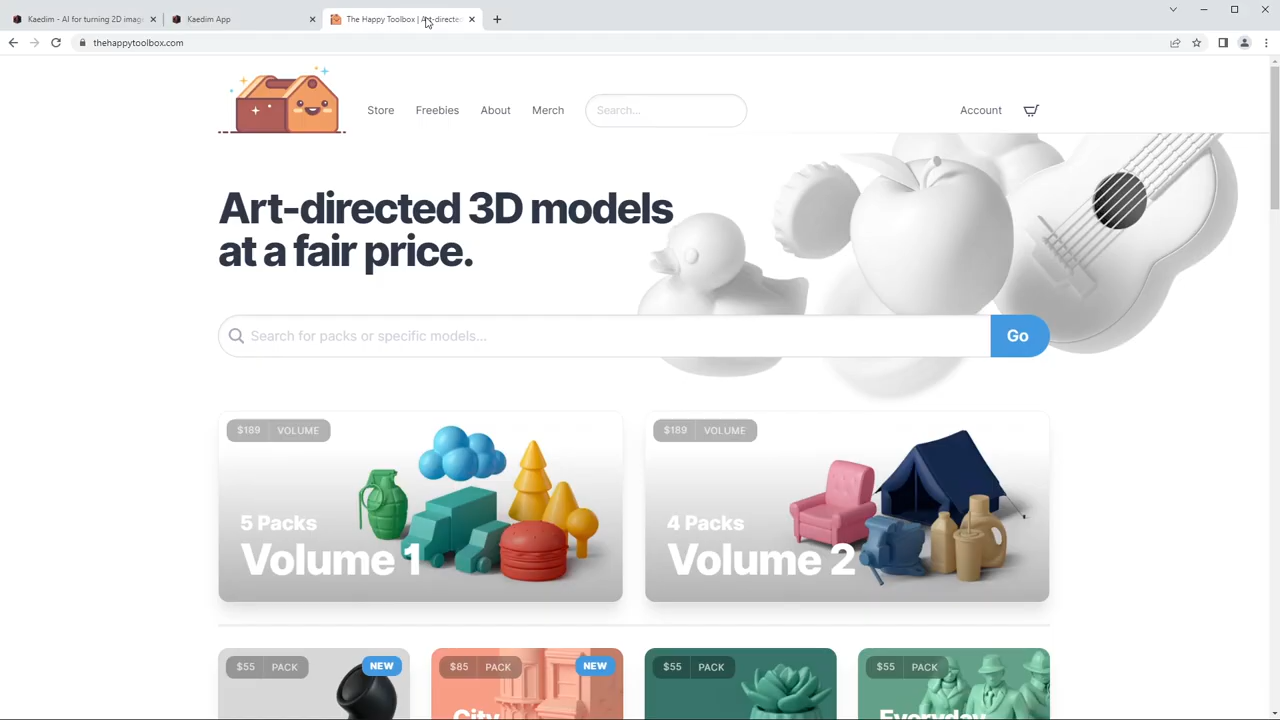 Kaedim - AI for turning 2D imag
Kaedim App
The Happy Toolbox | Art-directe
thehappytoolbox.com
Store
Freebies
About
Merch
Search...
Account
Art-directed 3D models
at a fair price.
Search for packs or specific models...
Go
$189 VOLUME
5 Packs
Volume 1
$189 VOLUME
4 Packs
Volume 2
$55 PACK
NEW
$85 PACK
NEW
City
$55 PACK
$55 PACK
Everyday